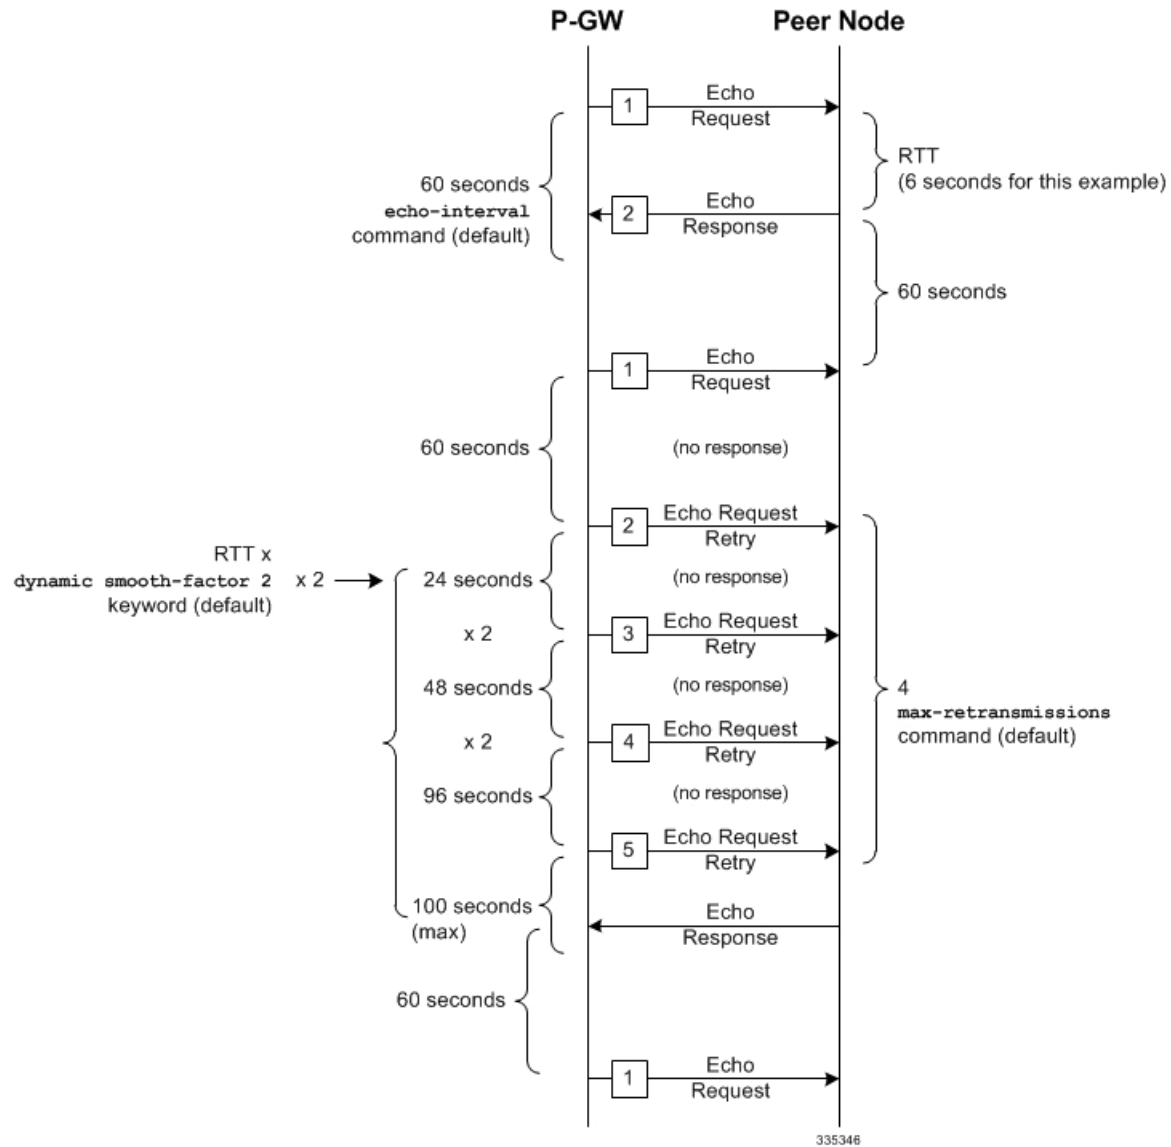 P-GW
Peer Node
1
Echo
Request
RTT
(6 seconds for this example)
60 seconds
echo-interval
command (default)
2
Echo
Response
60 seconds
1
Echo
Request
60 seconds
(no response)
2
Echo Request
Retry
RTT x
dynamic smooth-factor 2
keyword (default)
x 2
24 seconds
(no response)
x 2
3
Echo Request
Retry
48 seconds
(no response)
4
max-retransmissions
command (default)
x 2
4
Echo Request
Retry
96 seconds
(no response)
5
Echo Request
Retry
100 seconds
(max)
Echo
Response
60 seconds
1
Echo
Request
335346